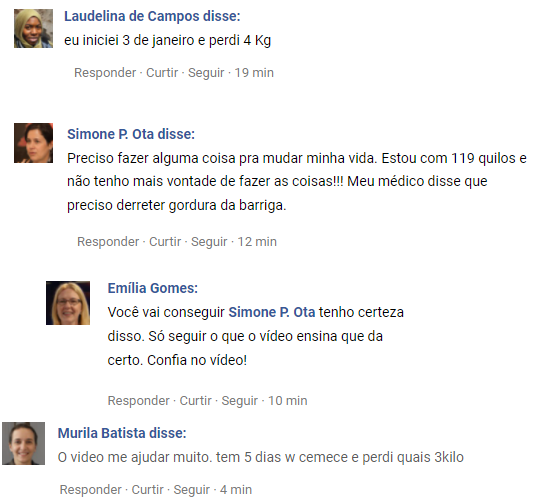 Laudelina de Campos disse:
eu iniciei 3 de janeiro e perdi 4 Kg
Responder · Curtir · Seguir · 19 min
Simone P. Ota disse:
Preciso fazer alguma coisa pra mudar minha vida. Estou com 119 quilos e
não tenho mais vontade de fazer as coisas!!! Meu médico disse que
preciso derreter gordura da barriga.
Responder · Curtir · Seguir · 12 min
Emília Gomes:
Você vai conseguir Simone P. Ota tenho certeza
disso. Só seguir o que o vídeo ensina que da
certo. Confia no vídeo!
Responder · Curtir · Seguir · 10 min
Murila Batista disse:
O video me ajudar muito. tem 5 dias w cemece e perdi quais 3kilo
Responder · Curtir · Seguir · 4 min